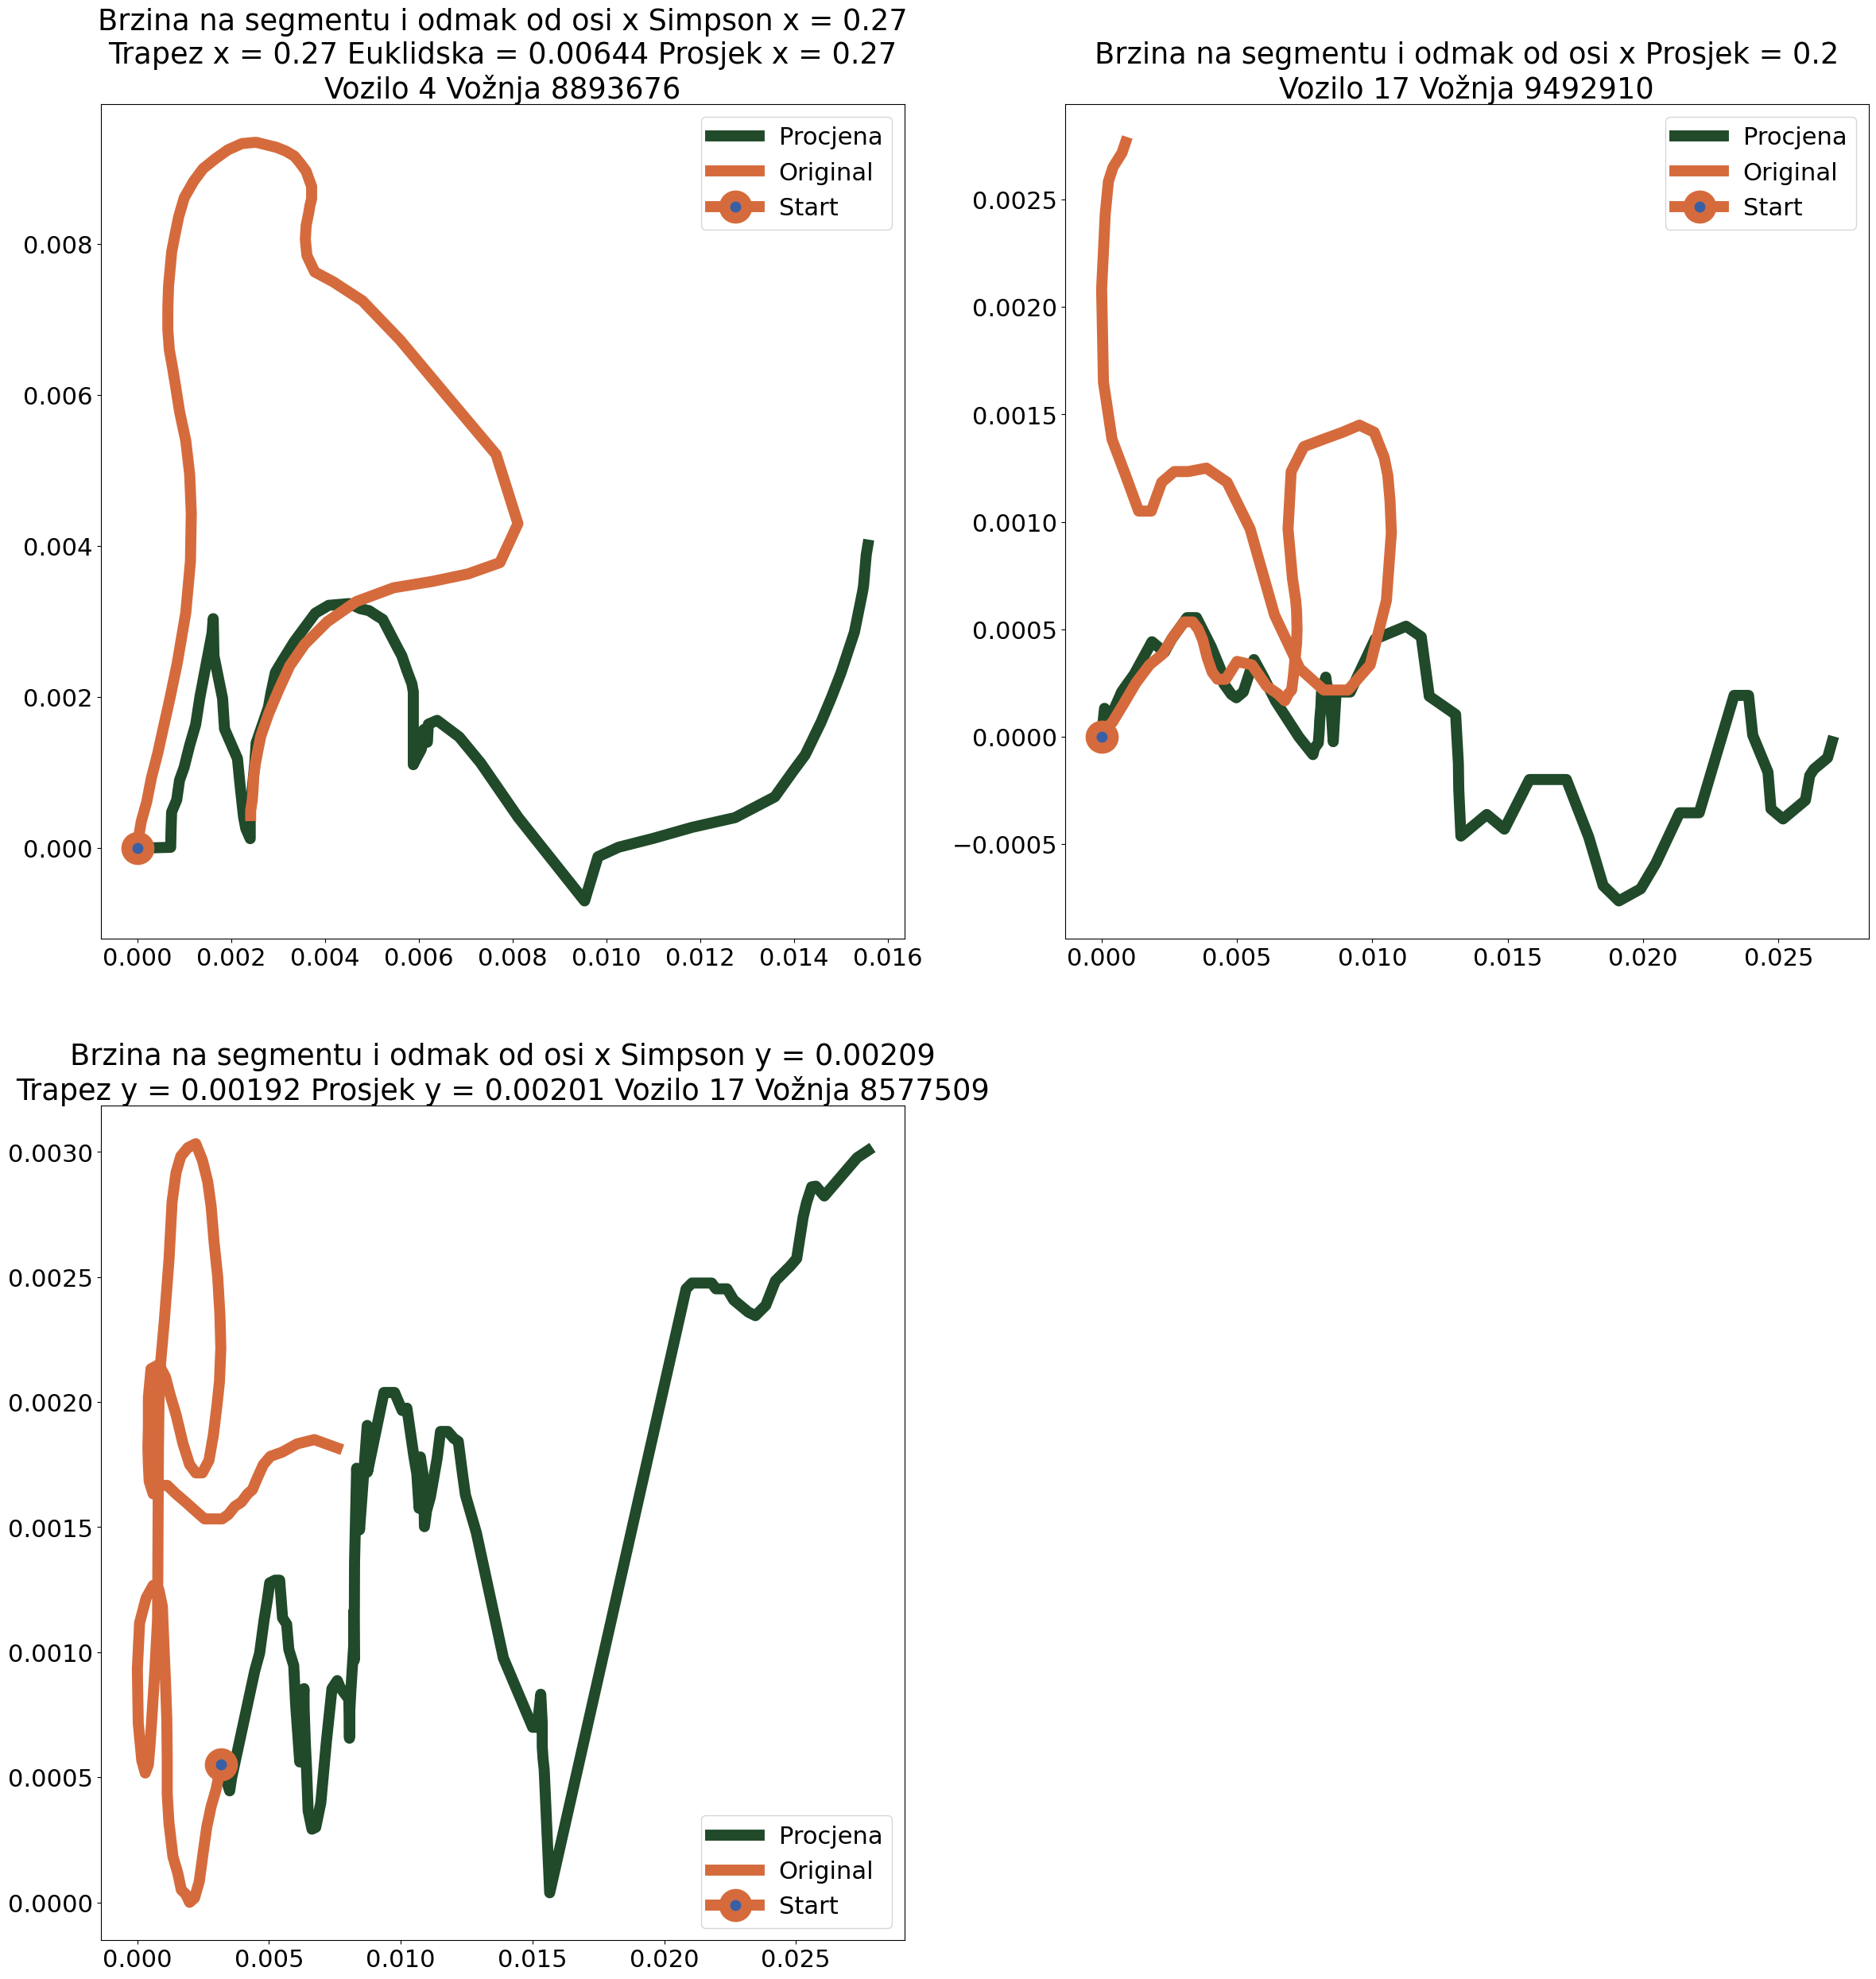 Brzina na segmentu i odmak od osi x Simpson x = 0.27
Trapez x = 0.27 Euklidska = 0.00644 Prosjek x = 0.27
Vozilo 4 Vožnja 8893676
Procjena
Original
Start
0.008
0.006
0.004
0.002
0.000
0.000 0.002 0.004 0.006 0.008 0.010 0.012 0.014 0.016
Brzina na segmentu i odmak od osi x Prosjek = 0.2
Vozilo 17 Vožnja 9492910
Procjena
Original
Start
0.0025
0.0020
0.0015
0.0010
0.0005
0.0000
−0.0005
0.000 0.005 0.010 0.015 0.020 0.025
Brzina na segmentu i odmak od osi x Simpson y = 0.00209
Trapez y = 0.00192 Prosjek y = 0.00201 Vozilo 17 Vožnja 8577509
0.0030
0.0025
0.0020
0.0015
0.0010
0.0005
0.0000
Procjena
Original
Start
0.000 0.005 0.010 0.015 0.020 0.025